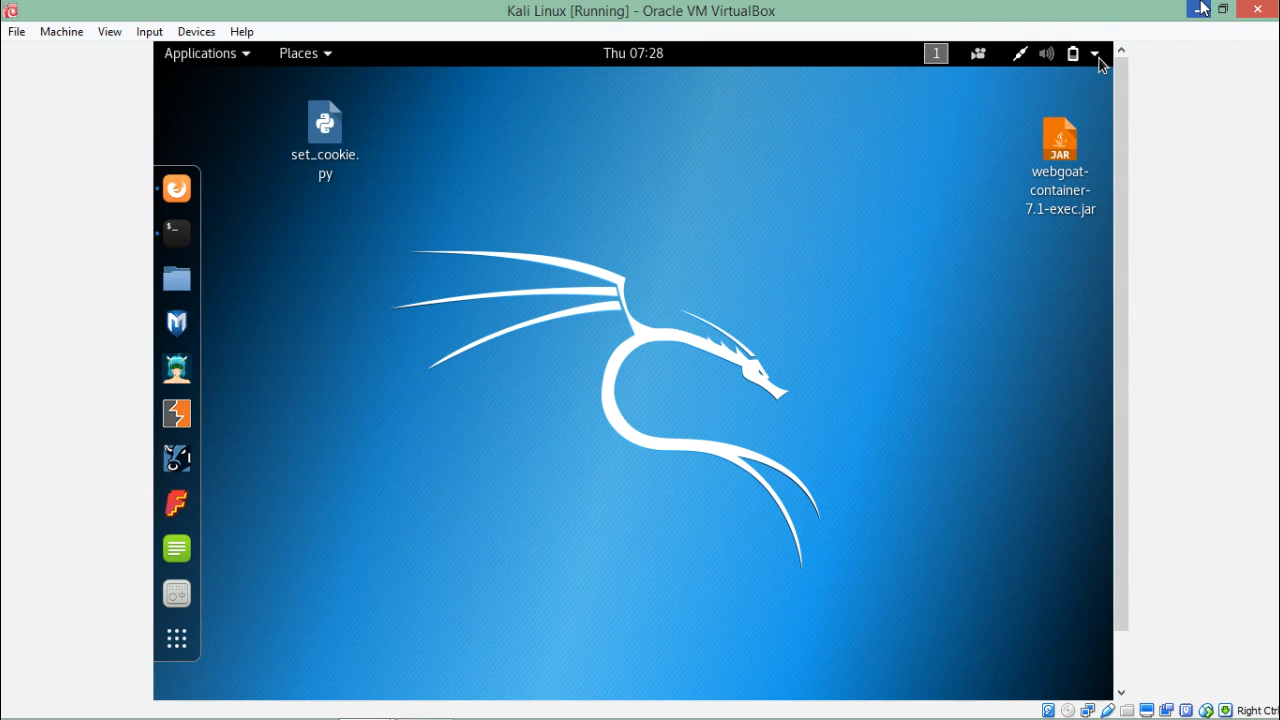 Kali Linux [Running] - Oracle VM VirtualBox
File Machine View Input Devices Help
Applications Places Thu 07:28 1
set_cookie.
py
JAR
webgoat-
container-
7.1-exec.jar
$_
Right Ctrl